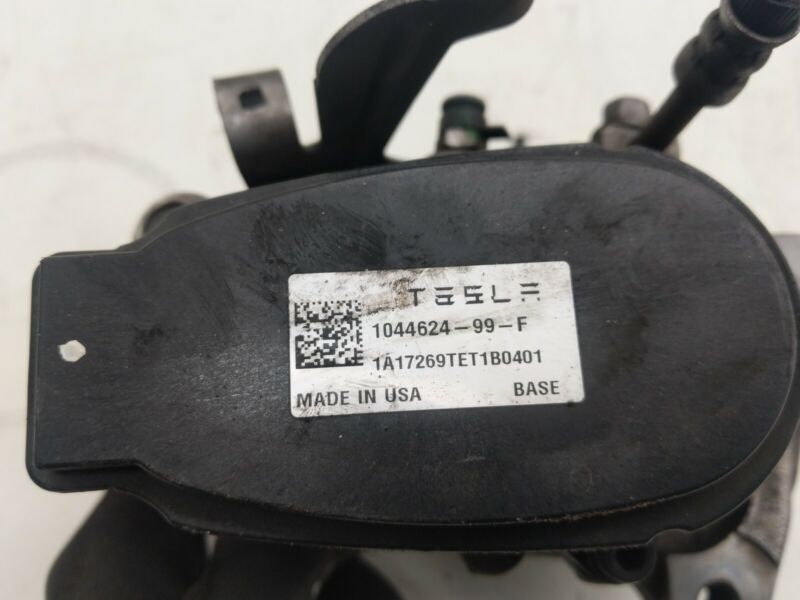 TESLA
1044624-99-F
1A17269TET1B0401
MADE IN USA BASE